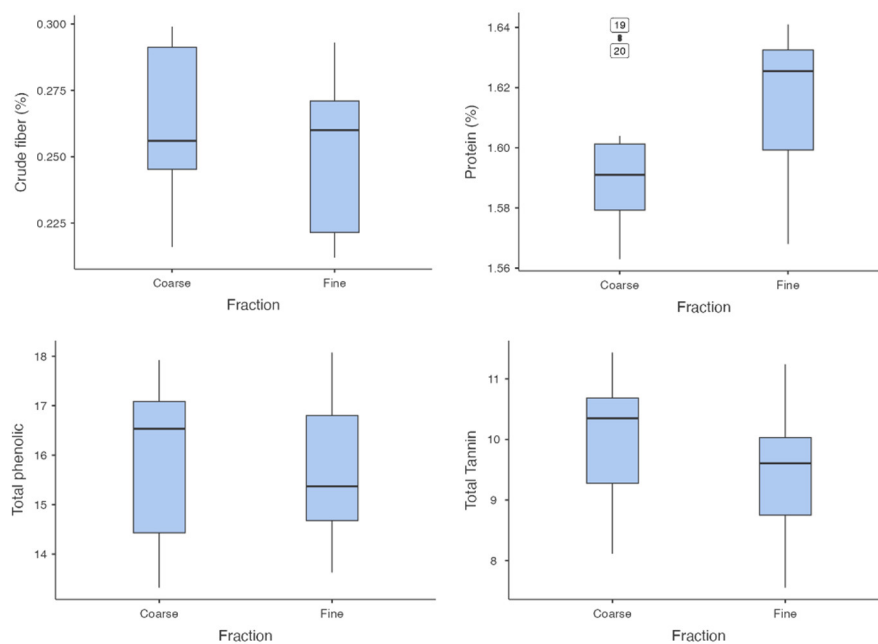 Crude fiber (%)
0.300
0.275
0.250
0.225
Coarse
Fine
Fraction
Protein (%)
1.64
1.62
1.60
1.58
1.56
19
20
Coarse
Fine
Fraction
Total phenolic
18
17
16
15
14
Coarse
Fine
Fraction
Total Tannin
11
10
9
8
Coarse
Fine
Fraction